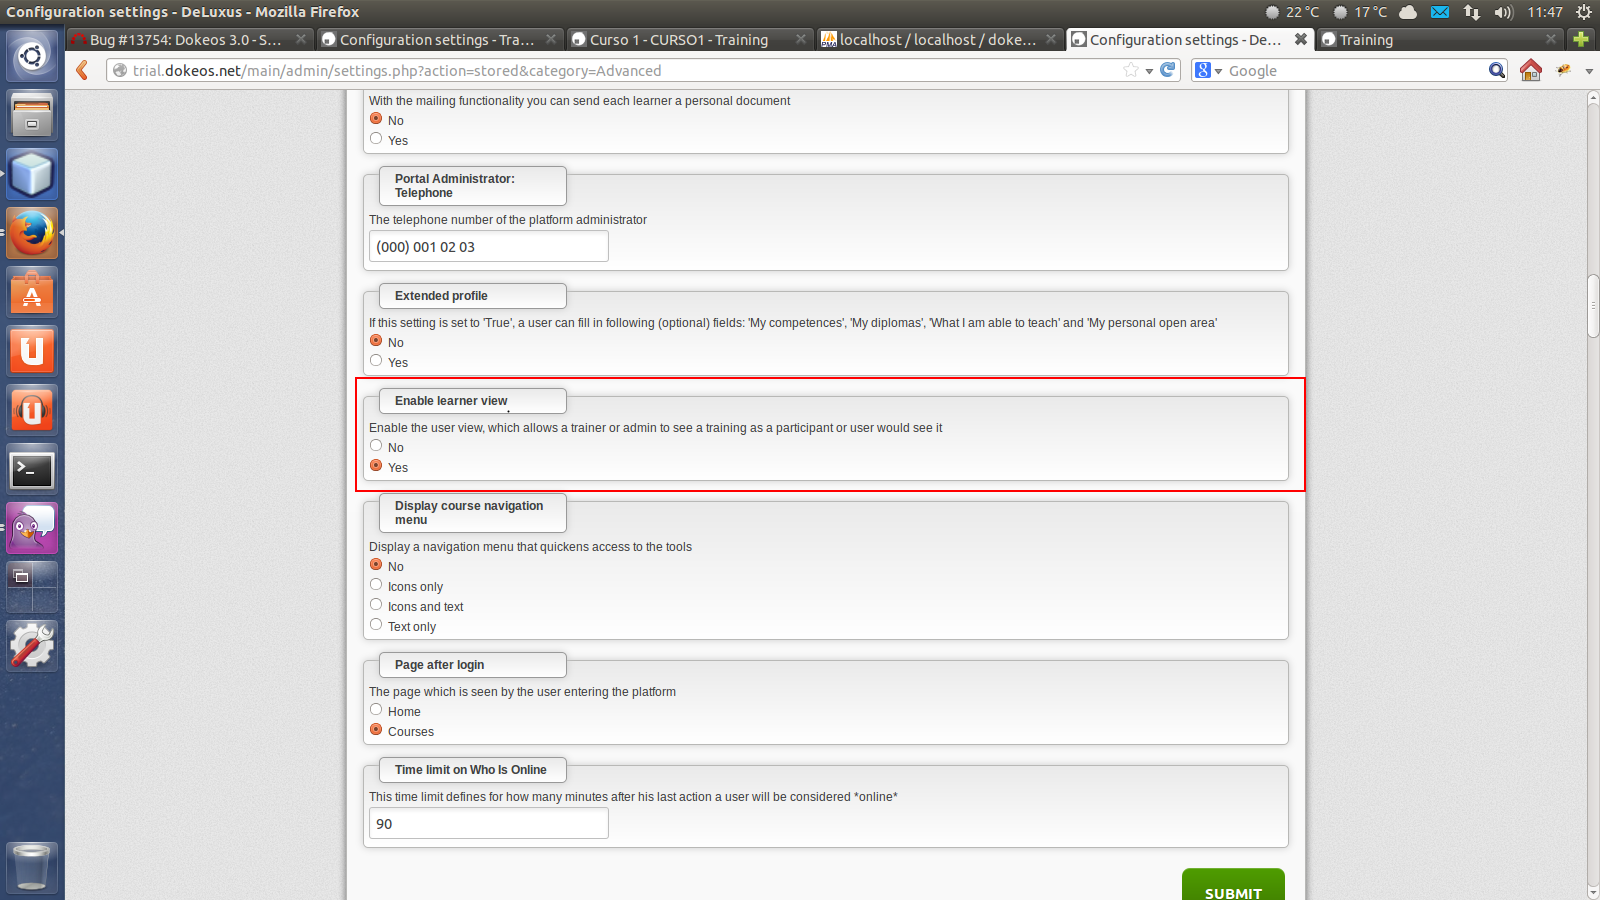 Configuration settings - DeLuxus - Mozilla Firefox
22 °C
17 °C
11:47
Bug #13754: Dokeos 3.0 - S...
Configuration settings - Tra...
Curso 1 - CURSO1 - Training
localhost / localhost / doke...
Configuration settings - De...
Training
trial.dokeos.net/main/admin/settings.php?action=stored&category=Advanced
Google
With the mailing functionality you can send each learner a personal document
No
Yes
Portal Administrator:
Telephone
The telephone number of the platform administrator
(000) 001 02 03
Extended profile
If this setting is set to 'True', a user can fill in following (optional) fields: 'My competences', 'My diplomas', 'What I am able to teach' and 'My personal open area'
No
Yes
Enable learner view
Enable the user view, which allows a trainer or admin to see a training as a participant or user would see it
No
Yes
Display course navigation
menu
Display a navigation menu that quickens access to the tools
No
Icons only
Icons and text
Text only
Page after login
The page which is seen by the user entering the platform
Home
Courses
Time limit on Who Is Online
This time limit defines for how many minutes after his last action a user will be considered *online*
90
SUBMIT